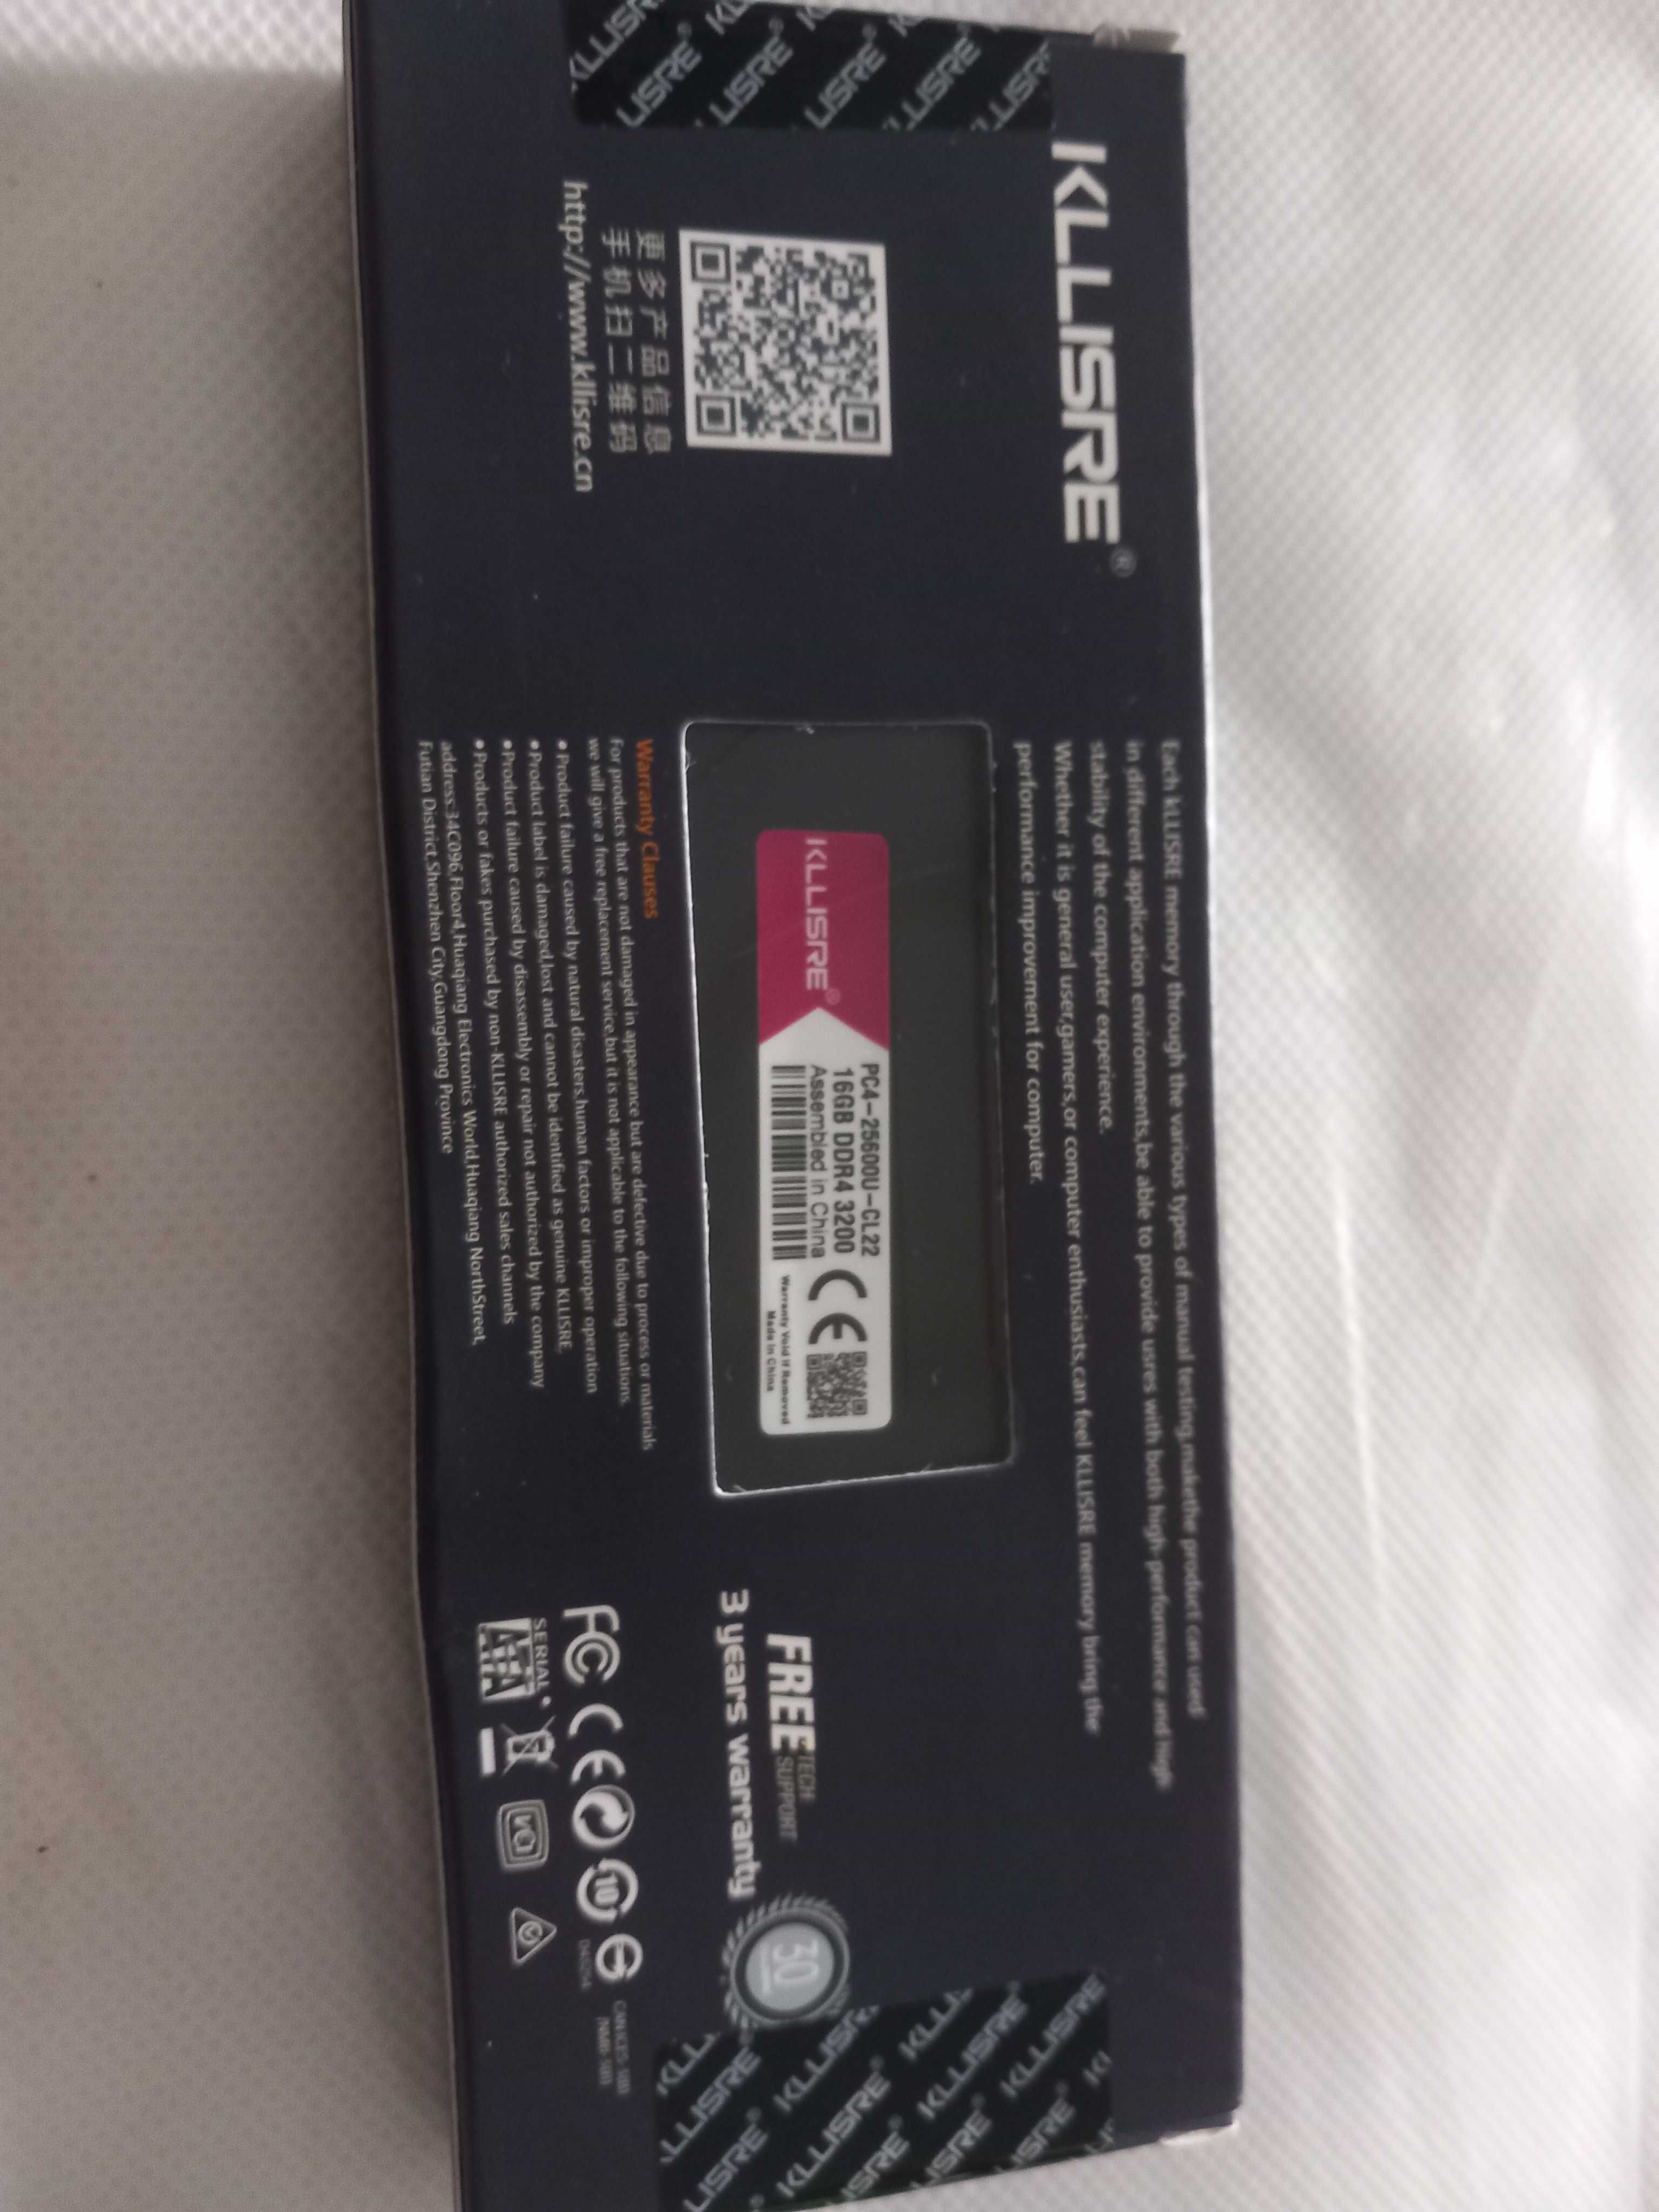 KLLISRE®
更多产品信息
手机扫二维码
http://www.kllisre.cn
Each KLLISRE memory through the various types of manual testing,makethe product can used
in different application environments,be able to provide usres with both high-performance and high
stability of the computer experience.
Whether it is general user,gamers,or computer enthusiasts,can feel KLLISRE memory bring the
performance improvement for computer.
KLLISRE®
PC4-25600U-CL22
16GB DDR4 3200
Assembled in China
CE
Warranty Void If Removed
Made in China
Warranty Clauses
For products that are not damaged in appearance but are defective due to process or materials
we will give a free replacement service,but it is not applicable to the following situations.
• Product failure caused by natural disasters,human factors or improper operation
• Product label is damaged,lost and cannot be identified as genuine KLLISRE
• Product failure caused by disassembly or repair not authorized by the company
• Products or fakes purchased by non-KLLISRE authorized sales channels
address:34C096,Floor4,Huaqiang Electronics World,Huaqiang NorthStreet,
Futian District,Shenzhen City,Guangdong Province
FREE TECH SUPPORT
3 years warranty
30
FC CE 10
SERIAL
ATA
KLLISRE®
KLLISRE®